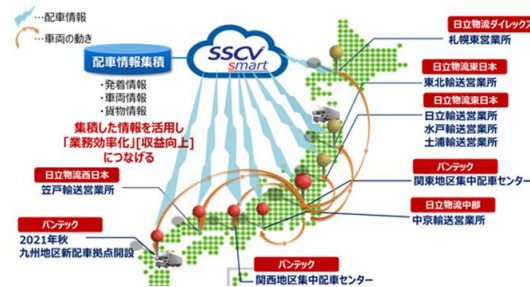 …配車情報
…車両の動き
配車情報集積
SSCV
smart
・発着情報
・車両情報
・貨物情報
集積した情報を活用し
「業務効率化」「収益向上」
につなげる
日立物流ダイレックス
札幌東営業所
日立物流東日本
東北輸送営業所
日立物流東日本
日立輸送営業所
水戸輸送営業所
土浦輸送営業所
バンテック
関東地区集中配車センター
日立物流中部
中京輸送営業所
日立物流西日本
笠戸輸送営業所
バンテック
2021年秋
九州地区新配車拠点開設
バンテック
関西地区集中配車センター